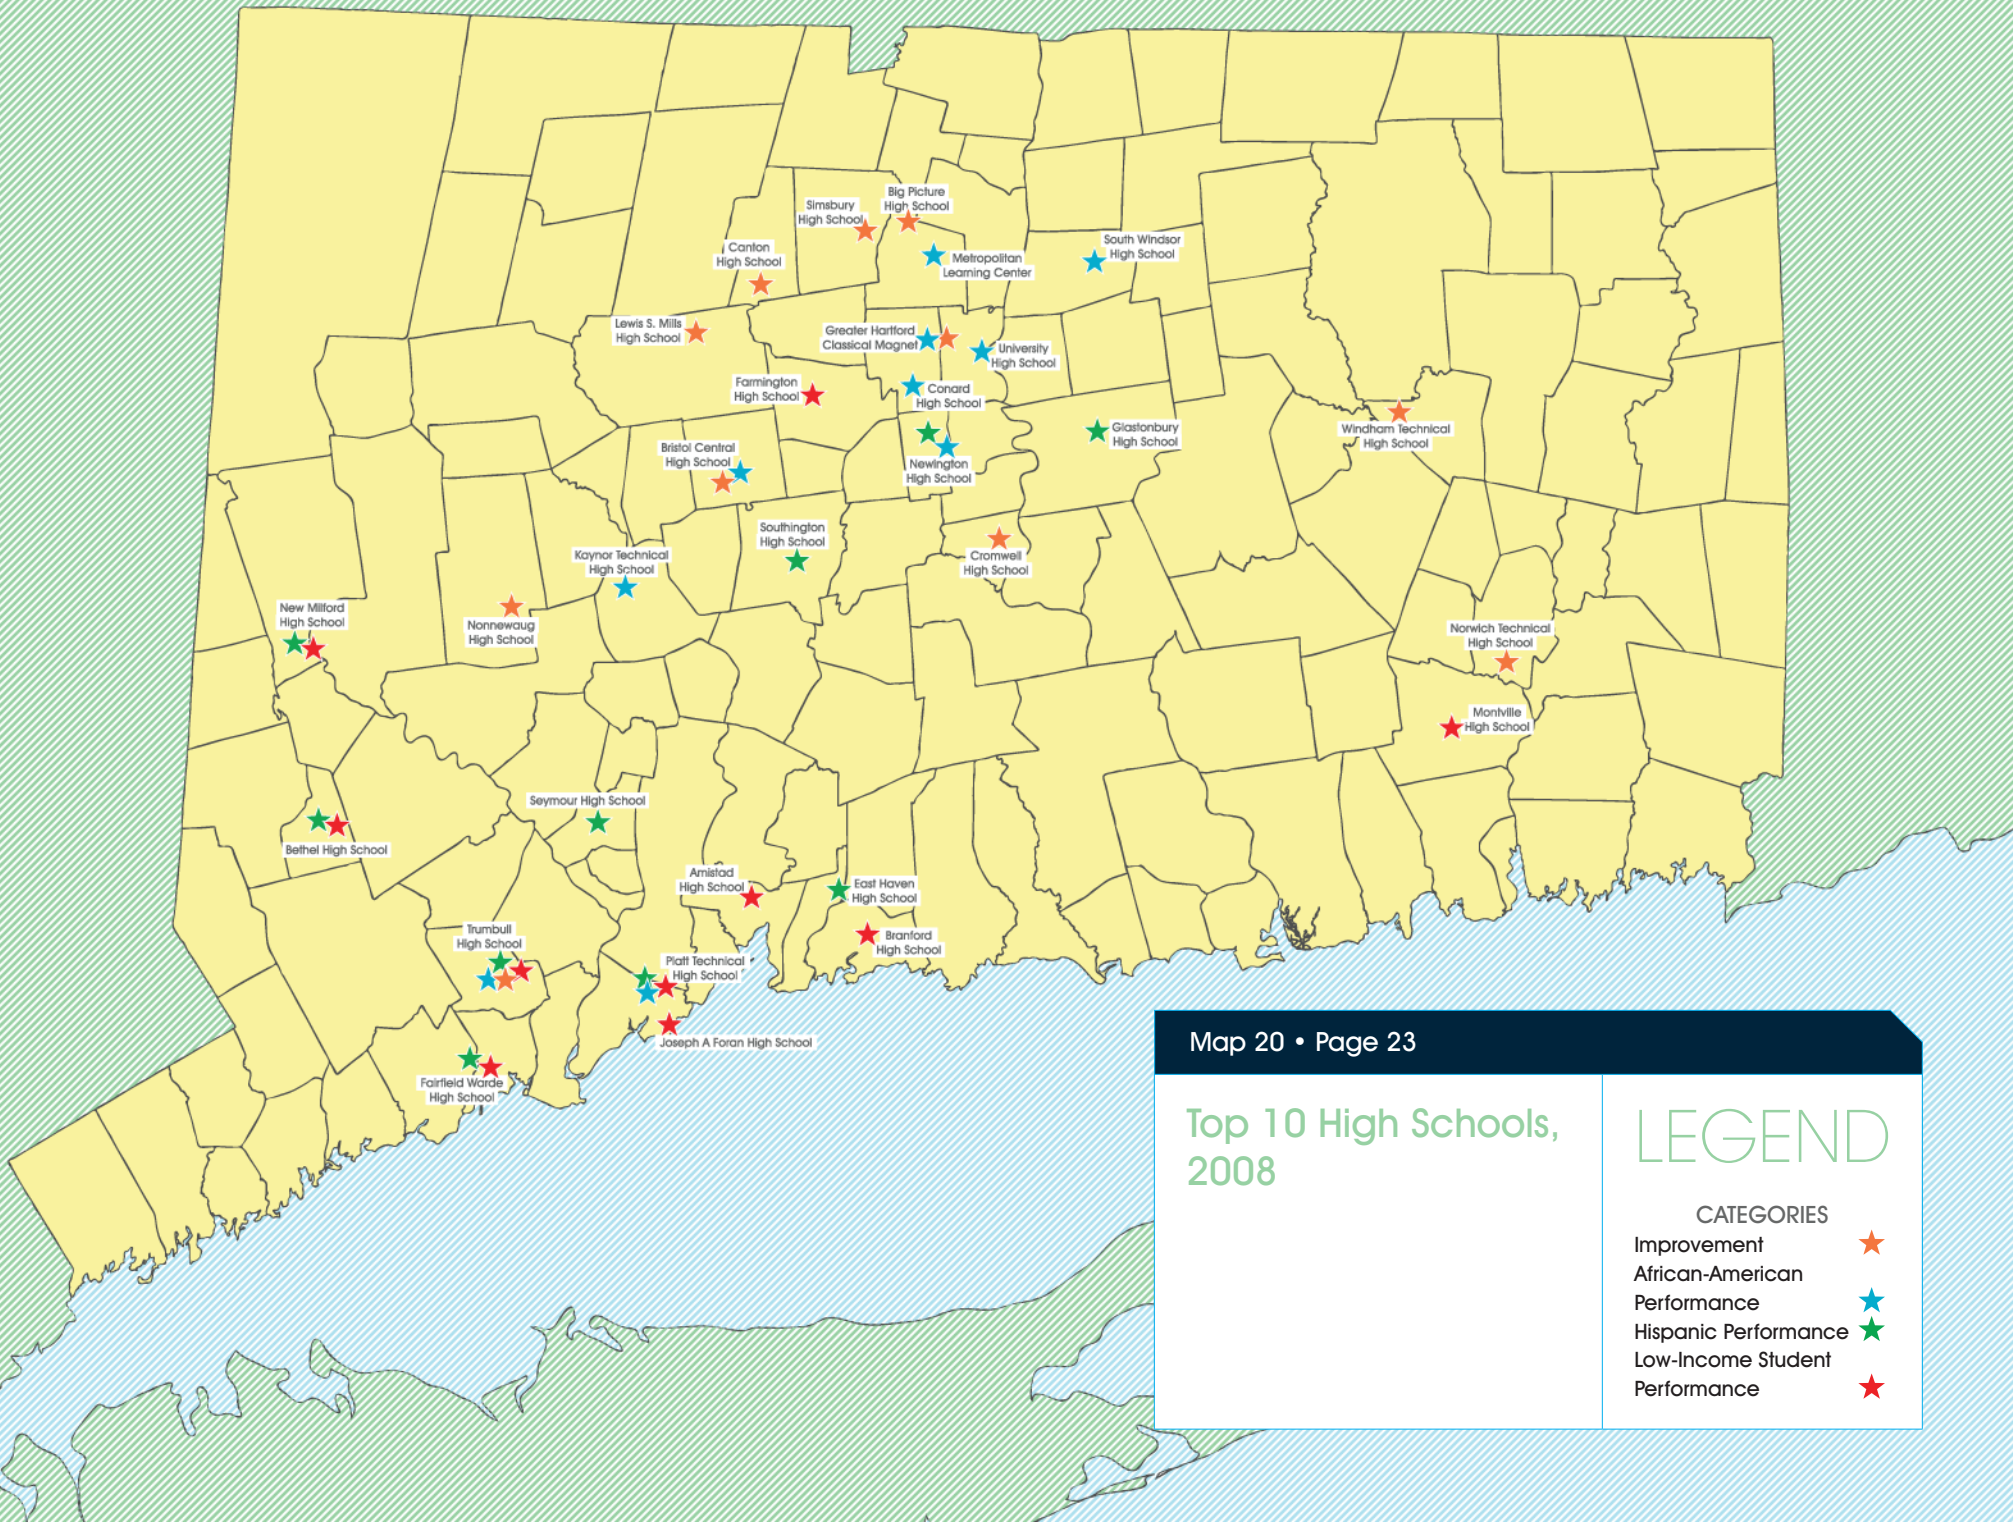 Big Picture
High School
Simsbury
High School
Canton
High School
Metropolitan
Learning Center
South Windsor
High School
Lewis S. Mills
High School
Greater Hartford
Classical Magnet
University
High School
Farmington
High School
Conard
High School
Glastonbury
High School
Windham Technical
High School
Bristol Central
High School
Newington
High School
Southington
High School
Kaynor Technical
High School
Cromwell
High School
New Milford
High School
Nonnewaug
High School
Norwich Technical
High School
Montville
High School
Seymour High School
Bethel High School
Amistad
High School
East Haven
High School
Branford
High School
Trumbull
High School
Platt Technical
High School
Joseph A Foran High School
Fairfield Warde
High School
Map 20 • Page 23
Top 10 High Schools,
2008
LEGEND
CATEGORIES
Improvement
African-American
Performance
Hispanic Performance
Low-Income Student
Performance